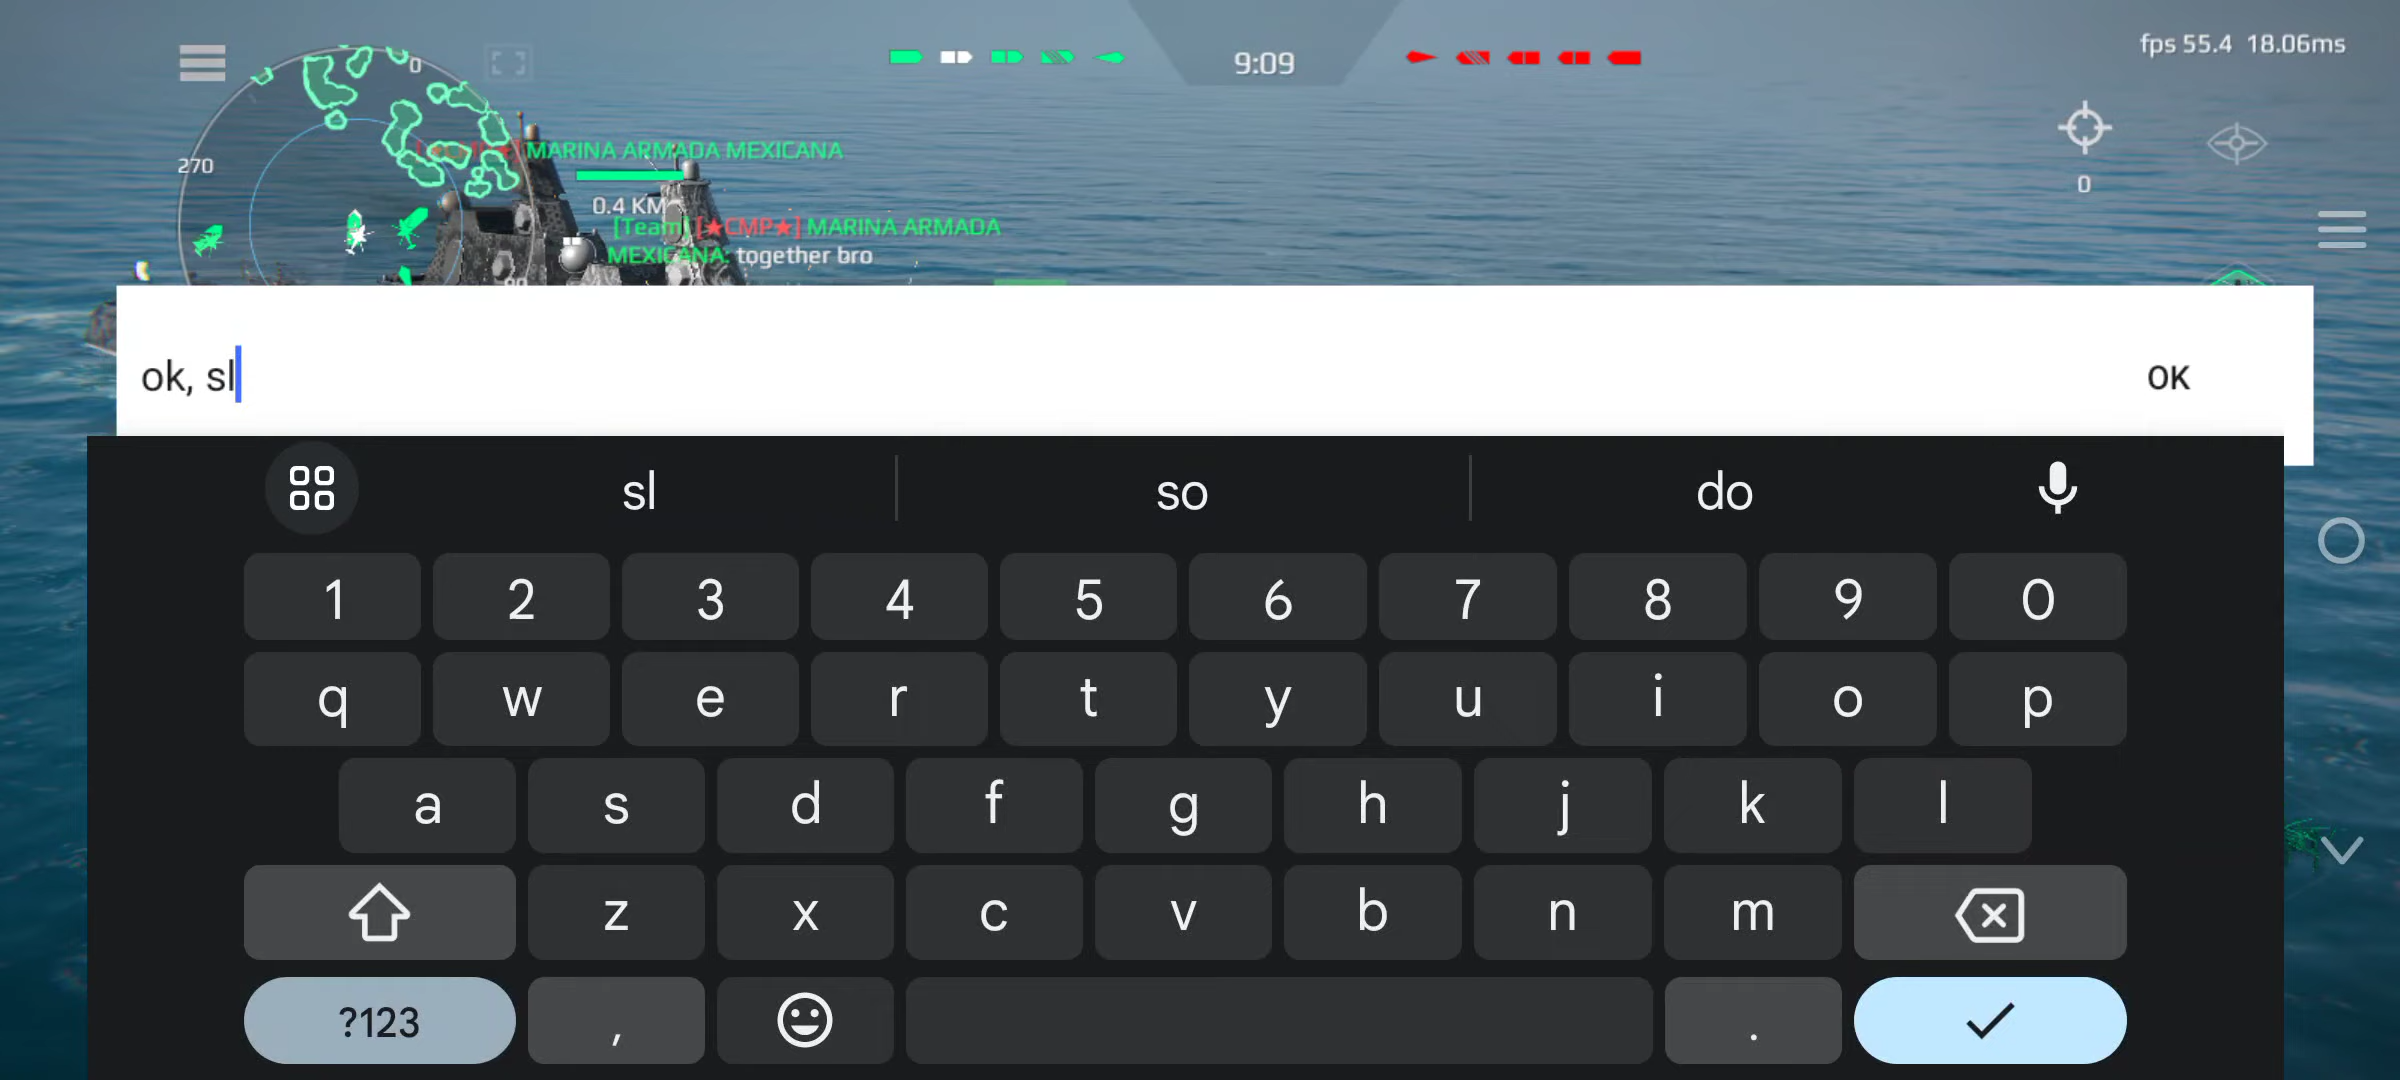 0
9:09
fps 55.4 18.06ms
270
[★CMP★] MARINA ARMADA MEXICANA
0
0.4 KM
[Team] [★CMP★] MARINA ARMADA
MEXICANA: together bro
90
ok, sl
OK
sl so do
1 2 3 4 5 6 7 8 9 0
q w e r t y u i o p
a s d f g h j k l
z x c v b n m
?123 , .